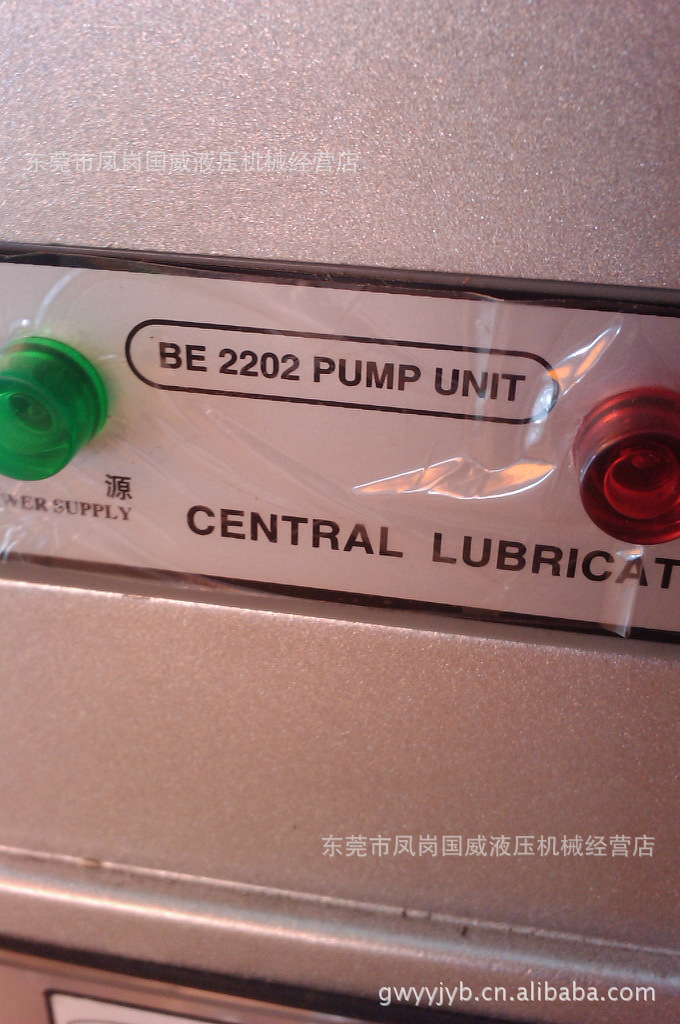 东莞市凤岗国威液压机械经营店
BE 2202 PUMP UNIT
源
WER SUPPLY
CENTRAL LUBRICAT
东莞市凤岗国威液压机械经营店
gwyyjyb.cn.alibaba.com